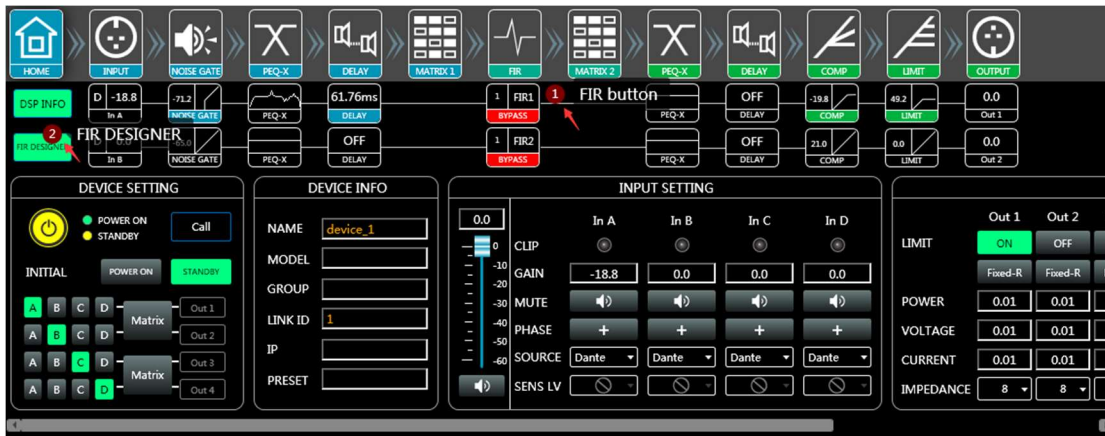 HOME INPUT NOISE GATE PEQ-X DELAY MATRIX 1 FIR MATRIX 2 PEQ-X DELAY COMP LIMIT OUTPUT
DSP INFO D -18.8 -71.2 61.76ms 1 FIR1 1 FIR button OFF -19.8 49.2 0.0
In A NOISE GATE PEQ-X DELAY BYPASS PEQ-X DELAY COMP LIMIT Out 1
2 FIR DESIGNER
FIR DESIGNER D 0.0 -65.0 OFF 1 FIR2 OFF 21.0 0.0 0.0
In B NOISE GATE PEQ-X DELAY BYPASS PEQ-X DELAY COMP LIMIT Out 2
DEVICE SETTING
POWER ON
STANDBY
Call
INITIAL POWER ON STANDBY
A B C D Matrix Out 1
A B C D Out 2
A B C D Matrix Out 3
A B C D Out 4
DEVICE INFO
NAME device_1
MODEL
GROUP
LINK ID 1
IP
PRESET
INPUT SETTING
0.0
0
-10
-20
-30
-40
-50
-60
In A In B In C In D
CLIP
GAIN -18.8 0.0 0.0 0.0
MUTE
PHASE + + + +
SOURCE Dante Dante Dante Dante
SENS LV
Out 1 Out 2
LIMIT ON OFF
Fixed-R Fixed-R
POWER 0.01 0.01
VOLTAGE 0.01 0.01
CURRENT 0.01 0.01
IMPEDANCE 8 8